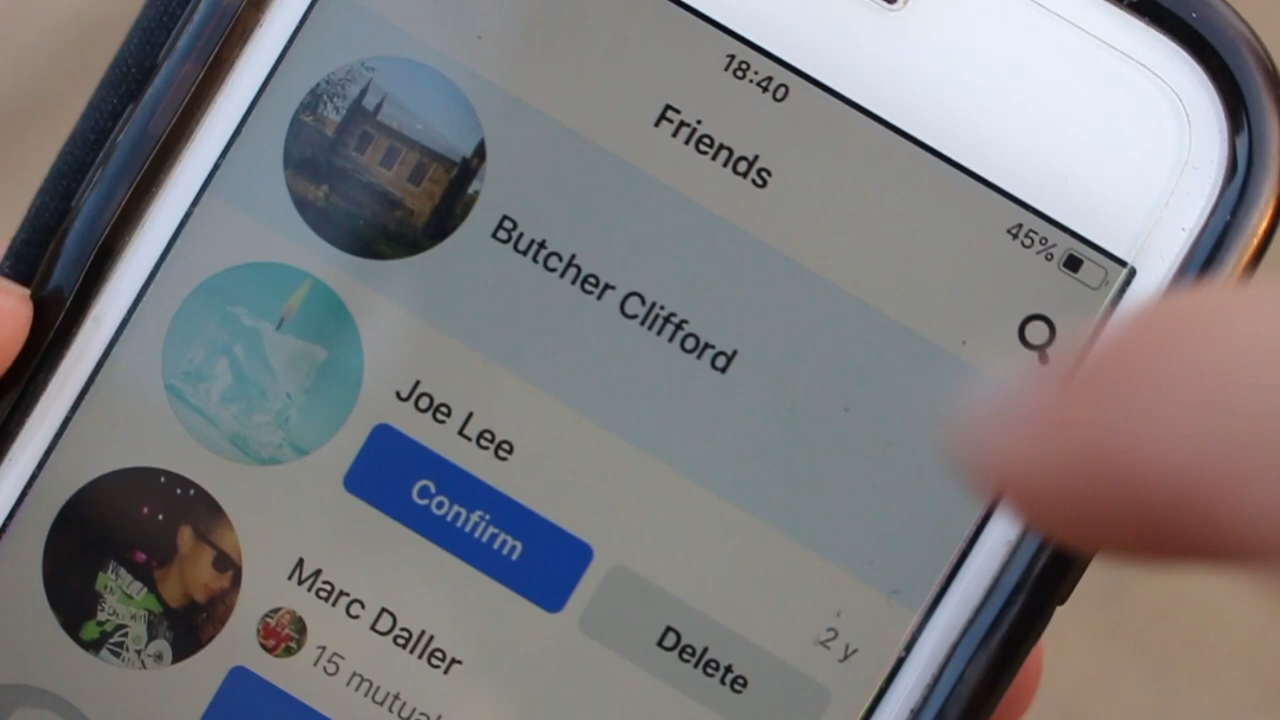 18:40
45%
Friends
Butcher Clifford
Joe Lee
Confirm
Delete
2 y
Marc Daller
15 mutual